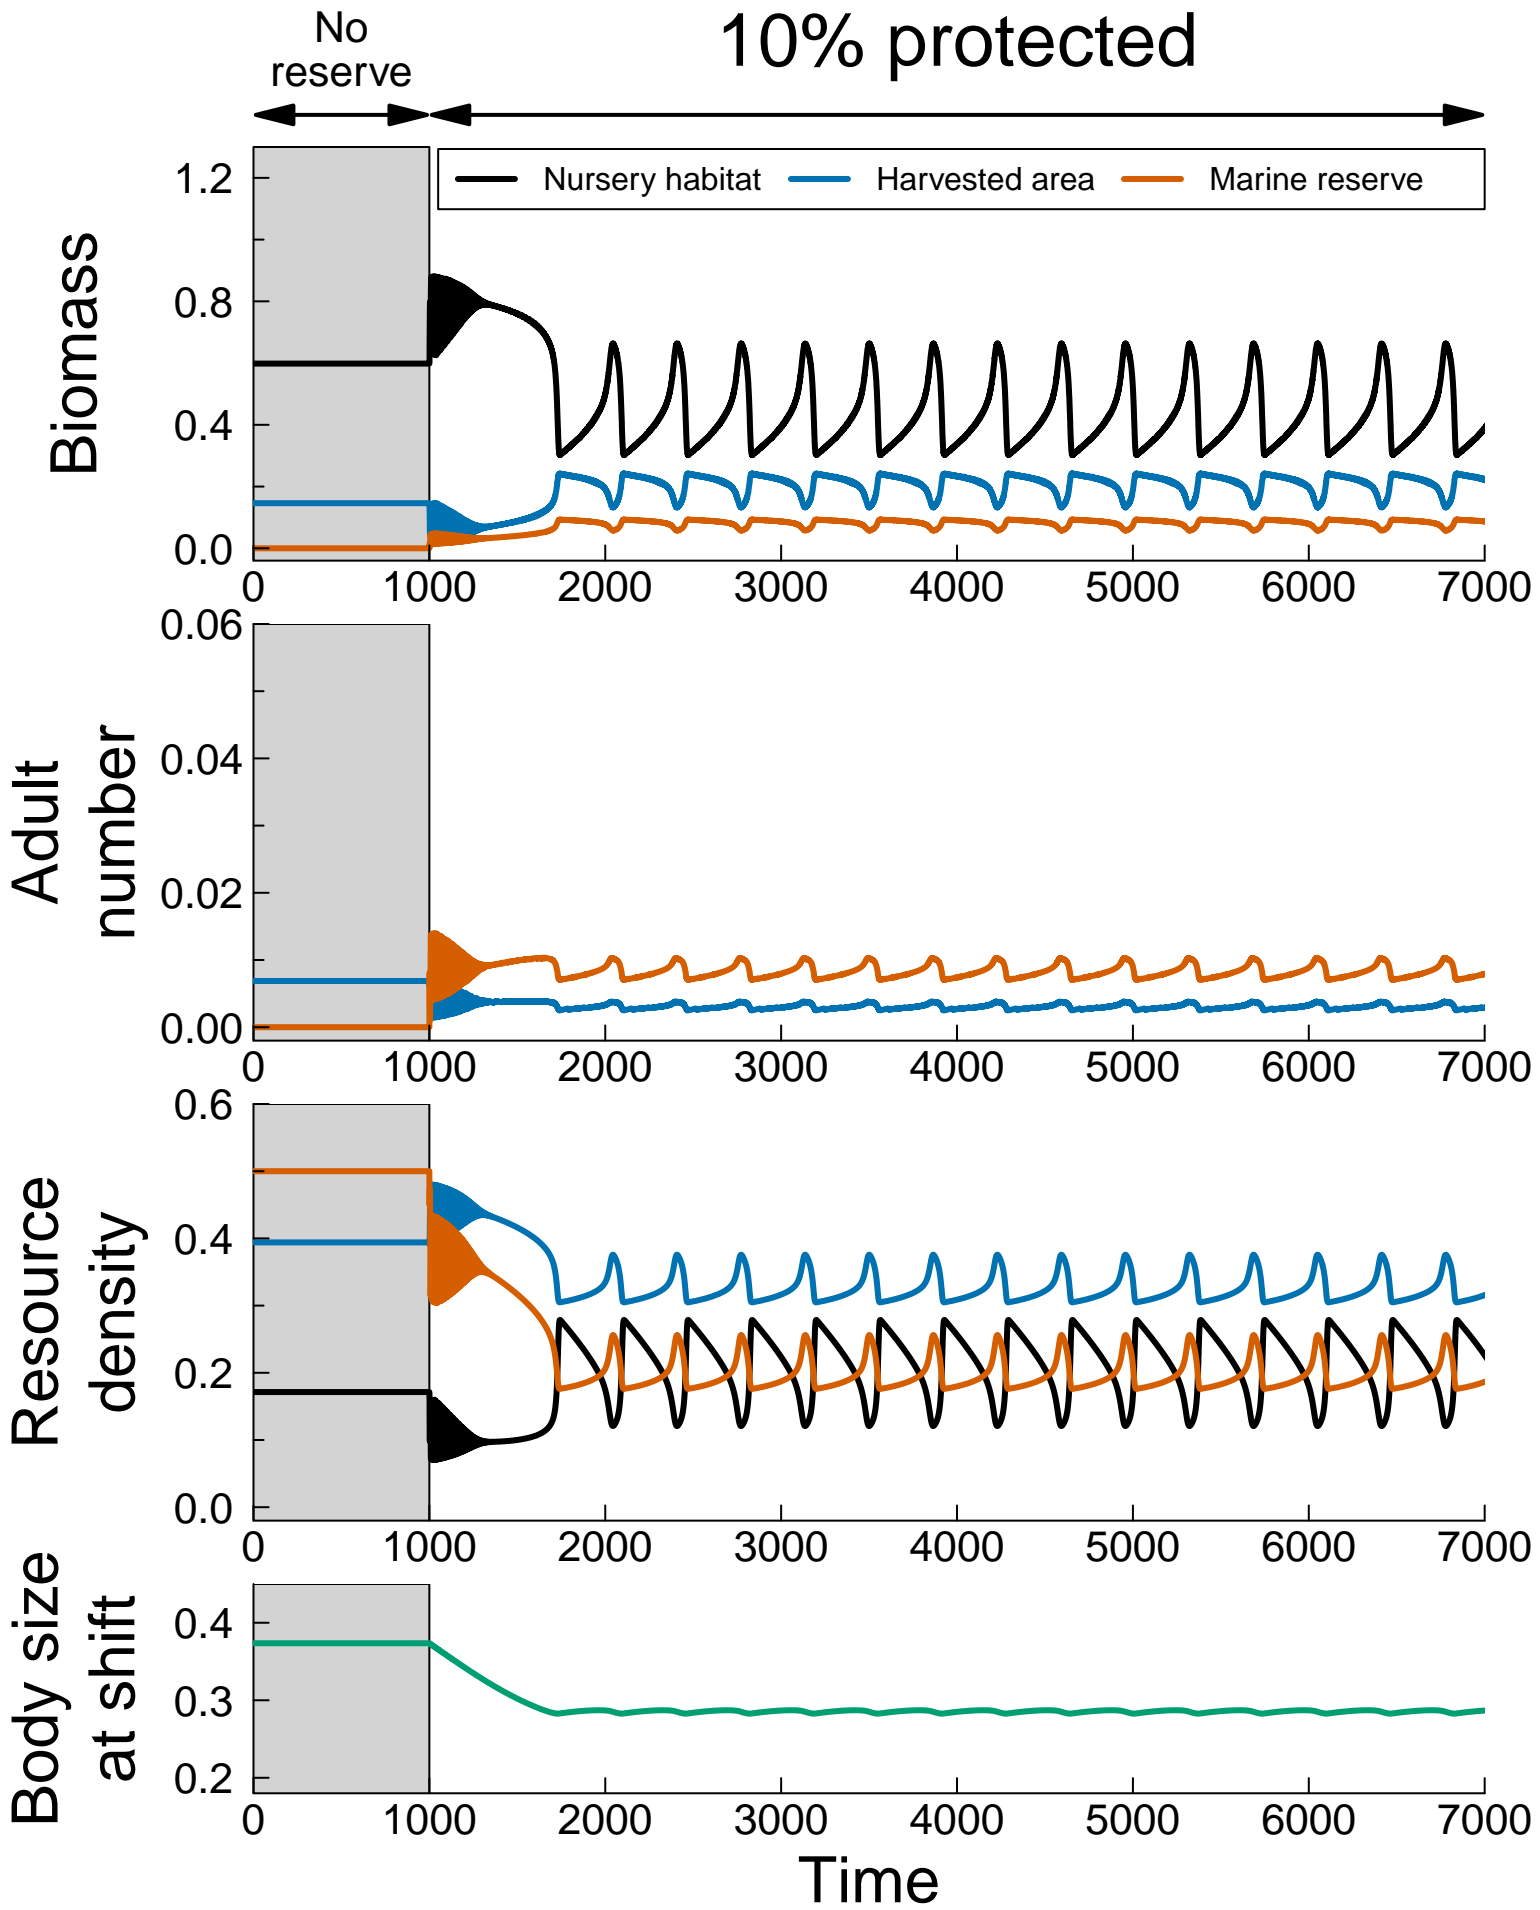 No
reserve
10% protected
Nursery habitat Harvested area Marine reserve
Biomass
1.2
0.8
0.4
0.0
0 1000 2000 3000 4000 5000 6000 7000
Adult
number
0.06
0.04
0.02
0.00
0 1000 2000 3000 4000 5000 6000 7000
Resource
density
0.6
0.4
0.2
0.0
0 1000 2000 3000 4000 5000 6000 7000
Body size
at shift
0.4
0.3
0.2
0 1000 2000 3000 4000 5000 6000 7000
Time